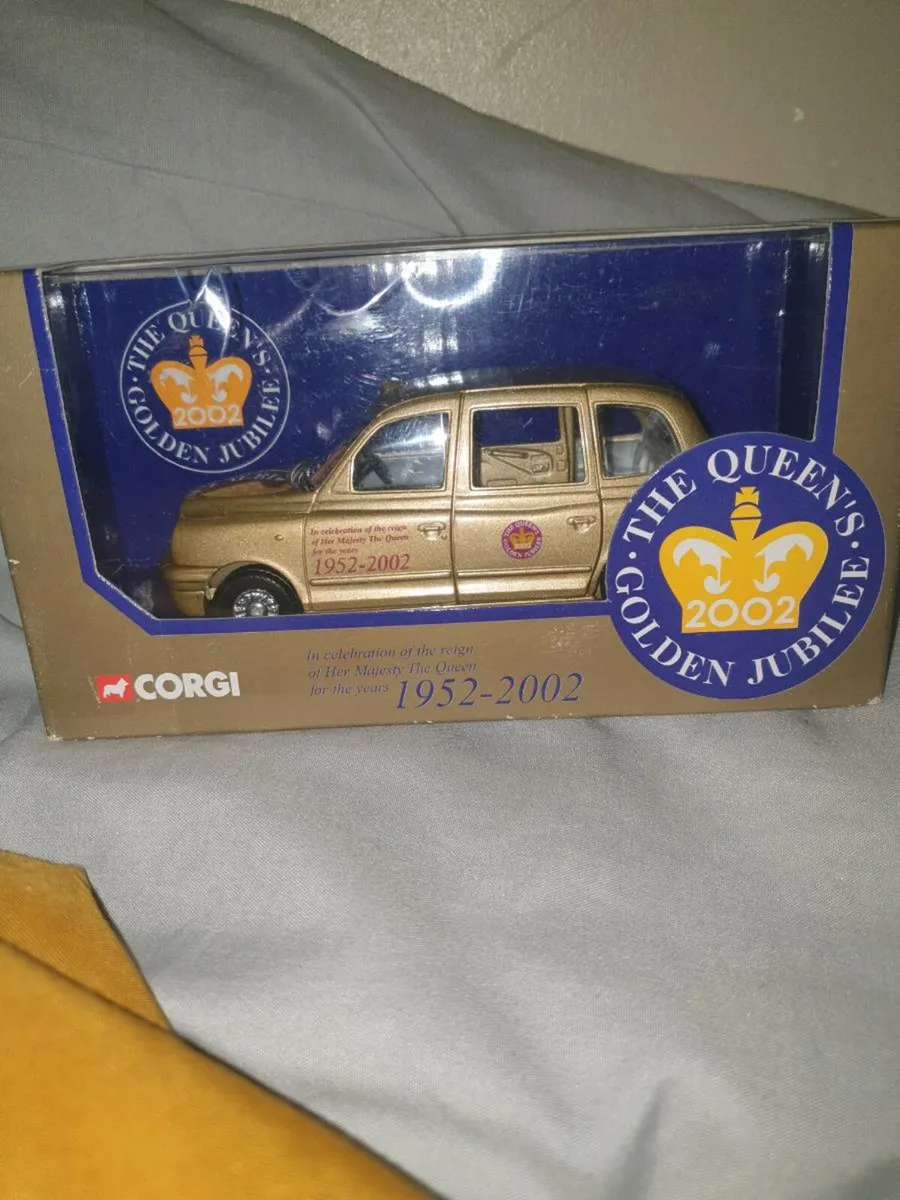 · THE QUEEN'S ·
GOLDEN JUBILEE
2002
In celebration of the reign
of Her Majesty The Queen
for the years
1952-2002
THE QUEEN'S
GOLDEN JUBILEE
2002
· THE QUEEN'S ·
GOLDEN JUBILEE
2002
CORGI
In celebration of the reign
of Her Majesty The Queen
for the years 1952-2002